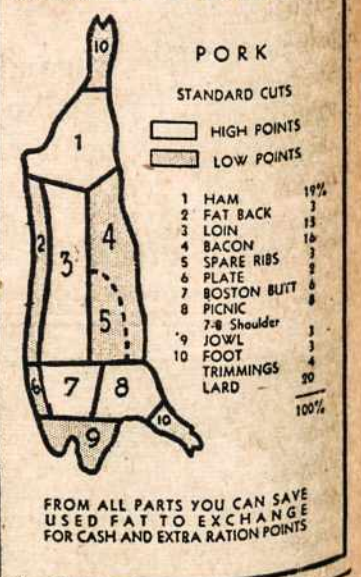 10
PORK
STANDARD CUTS
1
HIGH POINTS
LOW POINTS
1 HAM 19%
2 FAT BACK 3
3 LOIN 13
4 BACON 16
5 SPARE RIBS 3
6 PLATE 2
7 BOSTON BUTT 6
8 PICNIC 8
7-8 Shoulder
9 JOWL 3
10 FOOT 3
TRIMMINGS 4
LARD 20
100%
2
3
4
5
6
7
8
10
9
FROM ALL PARTS YOU CAN SAVE
USED FAT TO EXCHANGE
FOR CASH AND EXTRA RATION POINTS